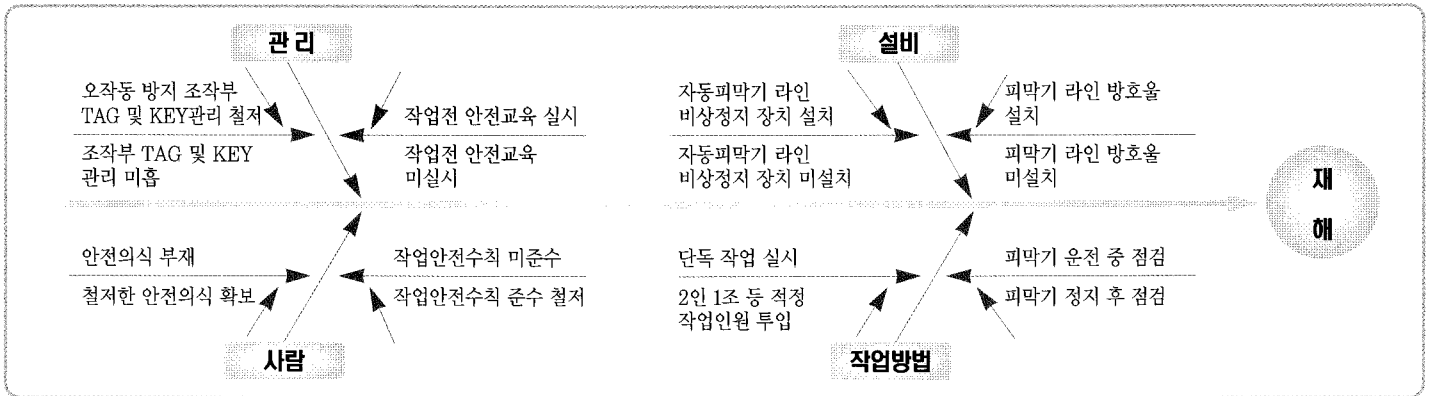 관리
오작동 방지 조작부
TAG 및 KEY관리 철저
작업전 안전교육 실시
조작부 TAG 및 KEY
관리 미흡
작업전 안전교육
미실시
설비
자동피막기 라인
비상정지 장치 설치
피막기 라인 방호울
설치
자동피막기 라인
비상정지 장치 미설치
피막기 라인 방호울
미설치
재
해
안전의식 부재
작업안전수칙 미준수
철저한 안전의식 확보
작업안전수칙 준수 철저
사람
단독 작업 실시
피막기 운전 중 점검
2인 1조 등 적정
작업인원 투입
피막기 정지 후 점검
작업방법